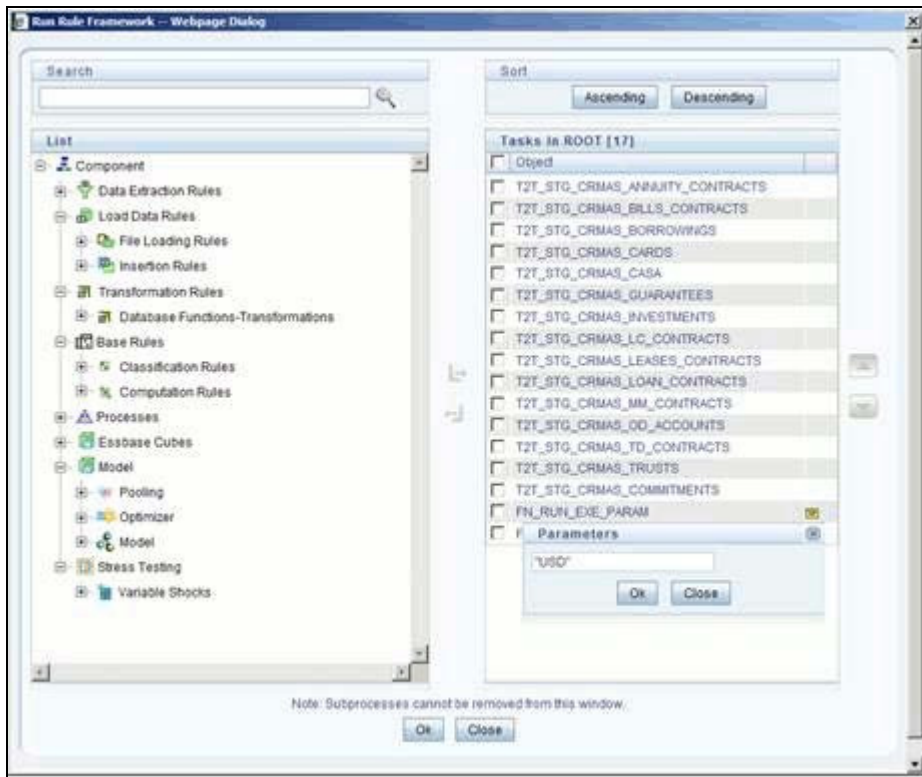 Run Rule Framework -- Webpage Dialog
Search
List
Component
Data Extraction Rules
Load Data Rules
File Loading Rules
Insertion Rules
Transformation Rules
Database Functions-Transformations
Base Rules
Classification Rules
Computation Rules
Processes
Essbase Cubes
Model
Pooling
Optimizer
Model
Stress Testing
Variable Shocks
Sort
Ascending Descending
Tasks in ROOT [17]
Object
T2T_STG_CRMAS_ANNUITY_CONTRACTS
T2T_STG_CRMAS_BILLS_CONTRACTS
T2T_STG_CRMAS_BORROWINGS
T2T_STG_CRMAS_CARDS
T2T_STG_CRMAS_CASA
T2T_STG_CRMAS_GUARANTEES
T2T_STG_CRMAS_INVESTMENTS
T2T_STG_CRMAS_LC_CONTRACTS
T2T_STG_CRMAS_LEASES_CONTRACTS
T2T_STG_CRMAS_LOAN_CONTRACTS
T2T_STG_CRMAS_MM_CONTRACTS
T2T_STG_CRMAS_OD_ACCOUNTS
T2T_STG_CRMAS_TD_CONTRACTS
T2T_STG_CRMAS_TRUSTS
T2T_STG_CRMAS_COMMITMENTS
FN_RUN_EXE_PARAM
Parameters
"USD"
Ok Close
Note: Subprocesses cannot be removed from this window.
Ok Close